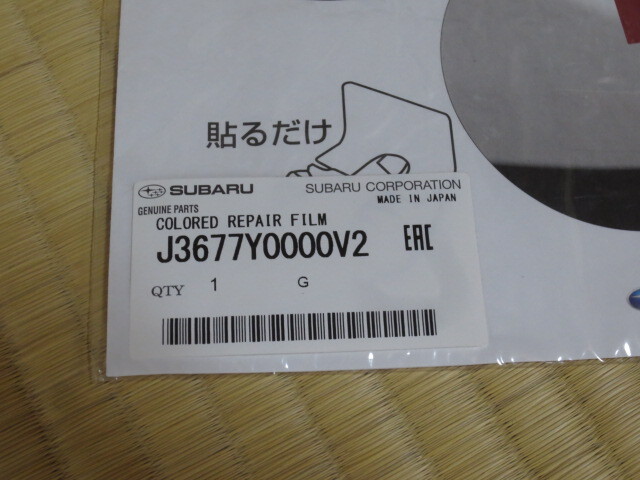 貼るだけ
SUBARU SUBARU CORPORATION
GENUINE PARTS MADE IN JAPAN
COLORED REPAIR FILM
J3677Y0000V2 EAC
QTY 1 G